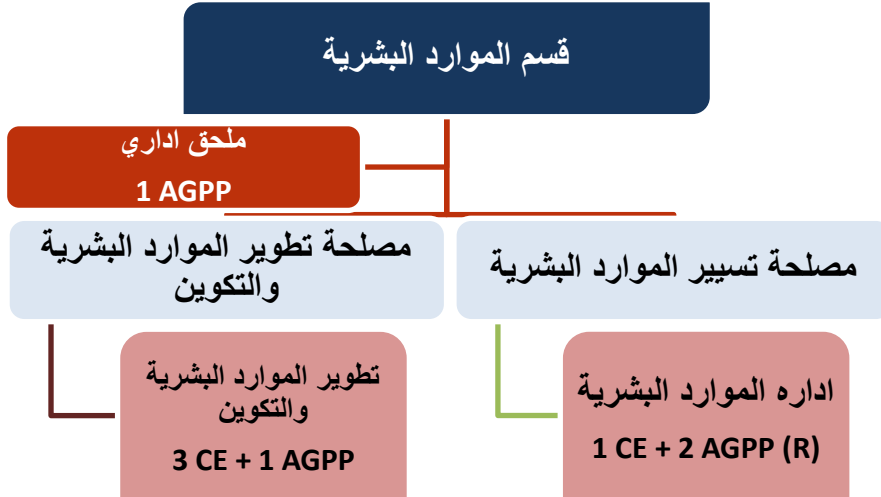 قسم الموارد البشرية
ملحق اداري
1 AGPP
مصلحة تسيير الموارد البشرية
مصلحة تطوير الموارد البشرية
والتكوين
اداره الموارد البشرية
1 CE + 2 AGPP (R)
تطوير الموارد البشرية
والتكوين
3 CE + 1 AGPP